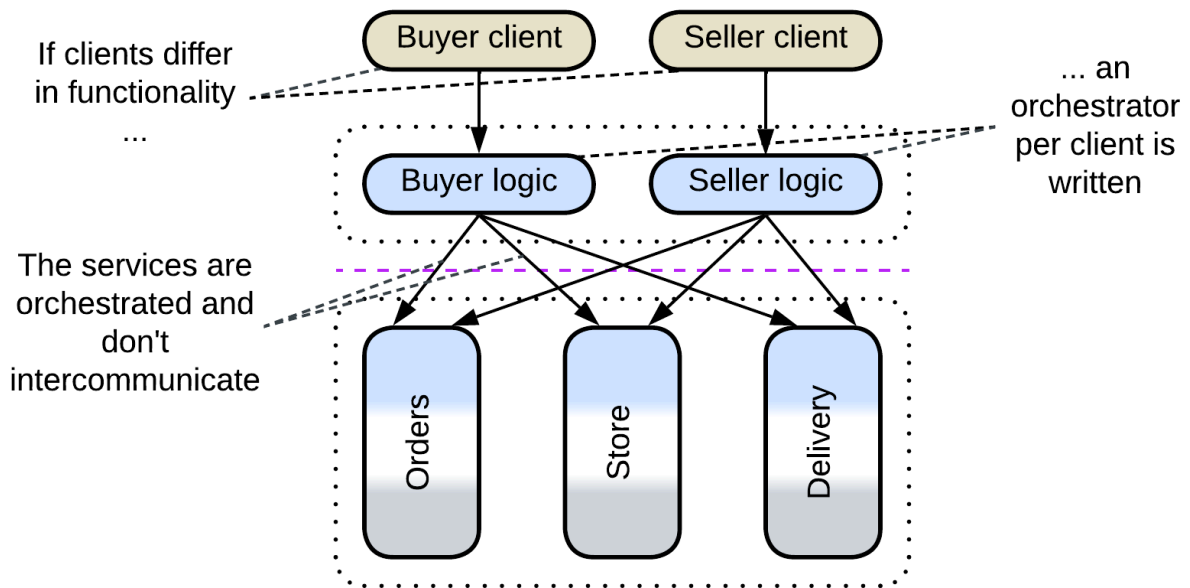 Buyer client
Seller client
If clients differ
in functionality
...
... an
orchestrator
per client is
written
Buyer logic
Seller logic
The services are
orchestrated and
don't
intercommunicate
Orders
Store
Delivery